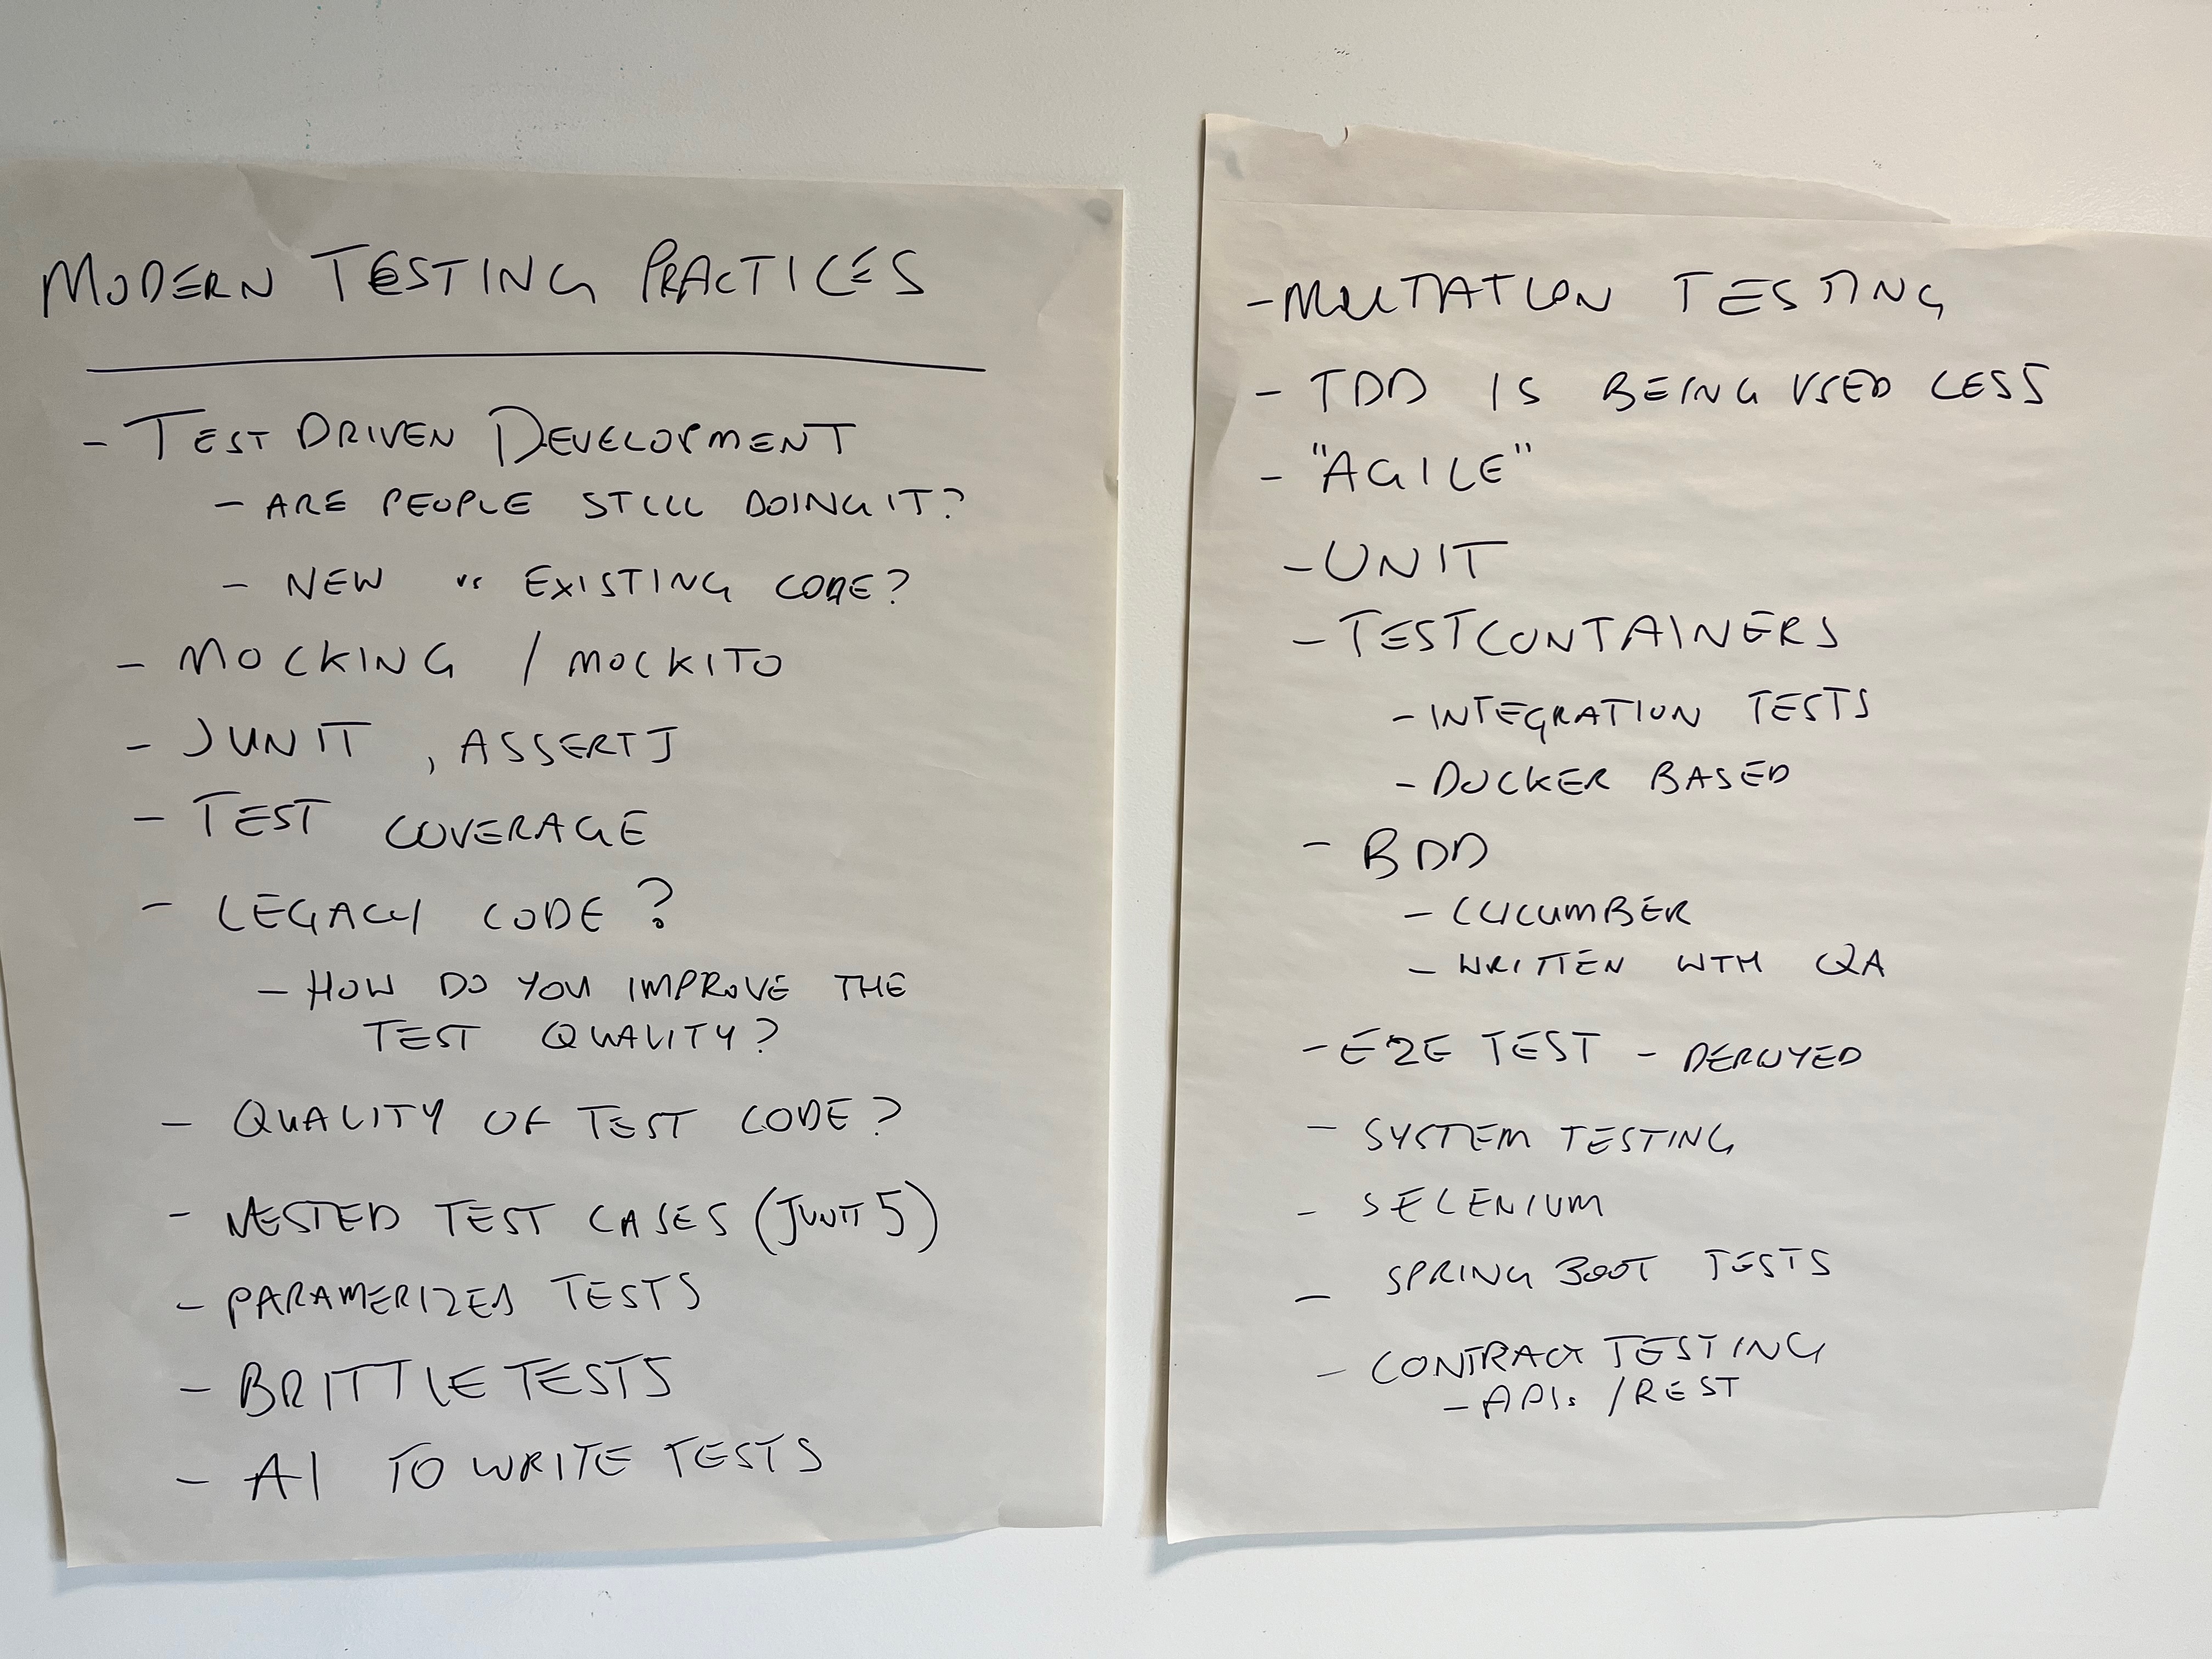 MODERN TESTING PRACTICES
- TEST DRIVEN DEVELOPMENT
- ARE PEOPLE STILL DOING IT?
- NEW vs EXISTING CODE?
- MOCKING / MOCKITO
- JUNIT, ASSERTJ
- TEST COVERAGE
- LEGACY CODE?
- HOW DO YOU IMPROVE THE
TEST QUALITY?
- QUALITY OF TEST CODE?
- NESTED TEST CASES (JUNIT 5)
- PARAMERIZED TESTS
- BRITTLE TESTS
- AI TO WRITE TESTS
- MUTATION TESTING
- TDD IS BEING USED LESS
- "AGILE"
- UNIT
- TESTCONTAINERS
- INTEGRATION TESTS
- DOCKER BASED
- BDD
- CUCUMBER
- WRITTEN WITH QA
- E2E TEST - DEPLOYED
- SYSTEM TESTING
- SELENIUM
- SPRING BOOT TESTS
- CONTRACT TESTING
- APIs / REST